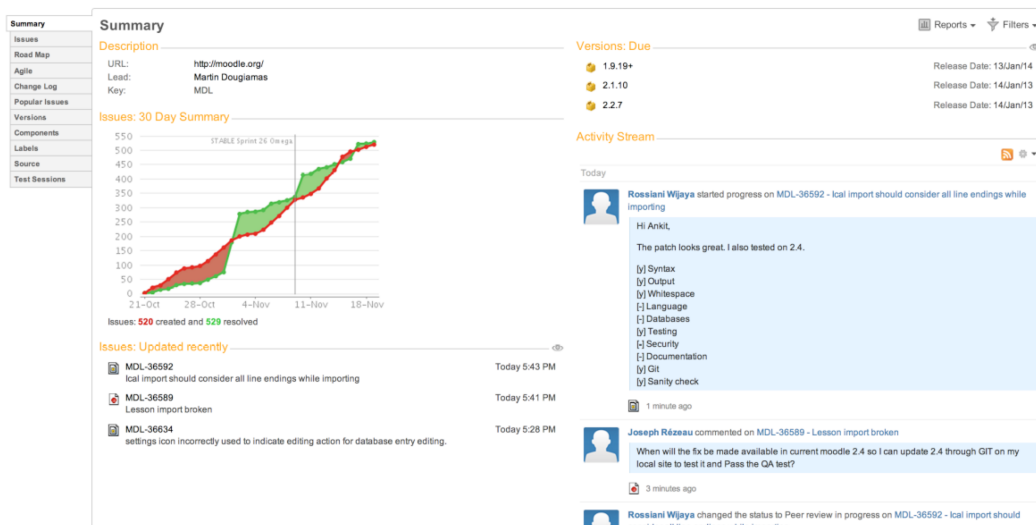 Summary
Issues
Road Map
Agile
Change Log
Popular Issues
Versions
Components
Labels
Source
Test Sessions
Summary
Reports
Filters
Description
URL: http://moodle.org/
Lead: Martin Dougiamas
Key: MDL
Issues: 30 Day Summary
STABLE Sprint 26 Omega
550
500
450
400
350
300
250
200
150
100
50
0
21-Oct 28-Oct 4-Nov 11-Nov 18-Nov
Issues: 520 created and 529 resolved
Issues: Updated recently
MDL-36592 Today 5:43 PM
Ical import should consider all line endings while importing
MDL-36589 Today 5:41 PM
Lesson import broken
MDL-36634 Today 5:28 PM
settings icon incorrectly used to indicate editing action for database entry editing.
Versions: Due
1.9.19+ Release Date: 13/Jan/14
2.1.10 Release Date: 14/Jan/13
2.2.7 Release Date: 14/Jan/13
Activity Stream
Today
Rossiani Wijaya started progress on MDL-36592 - Ical import should consider all line endings while
importing
Hi Ankit,
The patch looks great. I also tested on 2.4.
[y] Syntax
[y] Output
[y] Whitespace
[-] Language
[-] Databases
[y] Testing
[-] Security
[-] Documentation
[y] Git
[y] Sanity check
1 minute ago
Joseph Rézeau commented on MDL-36589 - Lesson import broken
When will the fix be made available in current moodle 2.4 so I can update 2.4 through GIT on my
local site to test it and Pass the QA test?
3 minutes ago
Rossiani Wijaya changed the status to Peer review in progress on MDL-36592 - Ical import should